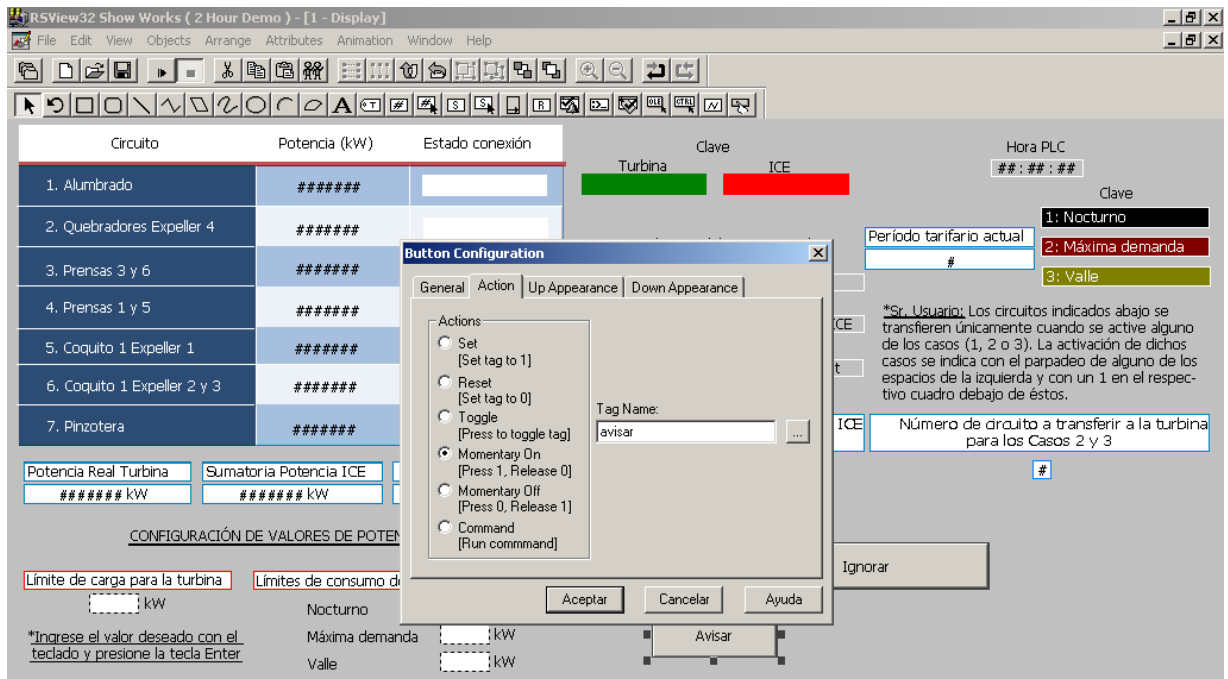 RSView32 Show Works ( 2 Hour Demo ) - [1 - Display]
File Edit View Objects Arrange Attributes Animation Window Help
Circuito Potencia (kW) Estado conexión
1. Alumbrado #######
2. Quebradores Expeller 4 #######
3. Prensas 3 y 6 #######
4. Prensas 1 y 5 #######
5. Coquito 1 Expeller 1 #######
6. Coquito 1 Expeller 2 y 3 #######
7. Pinzotera #######
Clave
Turbina ICE
Hora PLC
##:##:##
Clave
1: Nocturno
2: Máxima demanda
3: Valle
Período tarifario actual
#
*Sr. Usuario: Los circuitos indicados abajo se
transfieren únicamente cuando se active alguno
de los casos (1, 2 o 3). La activación de dichos
casos se indica con el parpadeo de alguno de los
espacios de la izquierda y con un 1 en el respec-
tivo cuadro debajo de éstos.
ICE
t
ICE
Número de circuito a transferir a la turbina
para los Casos 2 y 3
#
Button Configuration
General Action Up Appearance Down Appearance
Actions
Set
[Set tag to 1]
Reset
[Set tag to 0]
Toggle
[Press to toggle tag]
Momentary On
[Press 1, Release 0]
Momentary Off
[Press 0, Release 1]
Command
[Run commmand]
Tag Name:
avisar
...
Aceptar Cancelar Ayuda
Potencia Real Turbina Sumatoria Potencia ICE
####### kW ####### kW
CONFIGURACIÓN DE VALORES DE POTEN
Límite de carga para la turbina Límites de consumo d
kW
*Ingrese el valor deseado con el
teclado y presione la tecla Enter
Nocturno
Máxima demanda kW
Valle kW
Ignorar
Avisar